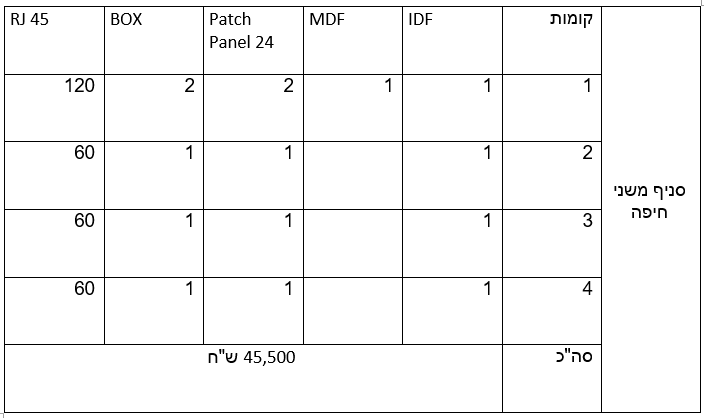 סניף משני
חיפה
קומות IDF MDF Patch Panel 24 BOX RJ 45
1 1 1 2 2 120
2 1 1 1 60
3 1 1 1 60
4 1 1 1 60
סה"כ 45,500 ש"ח